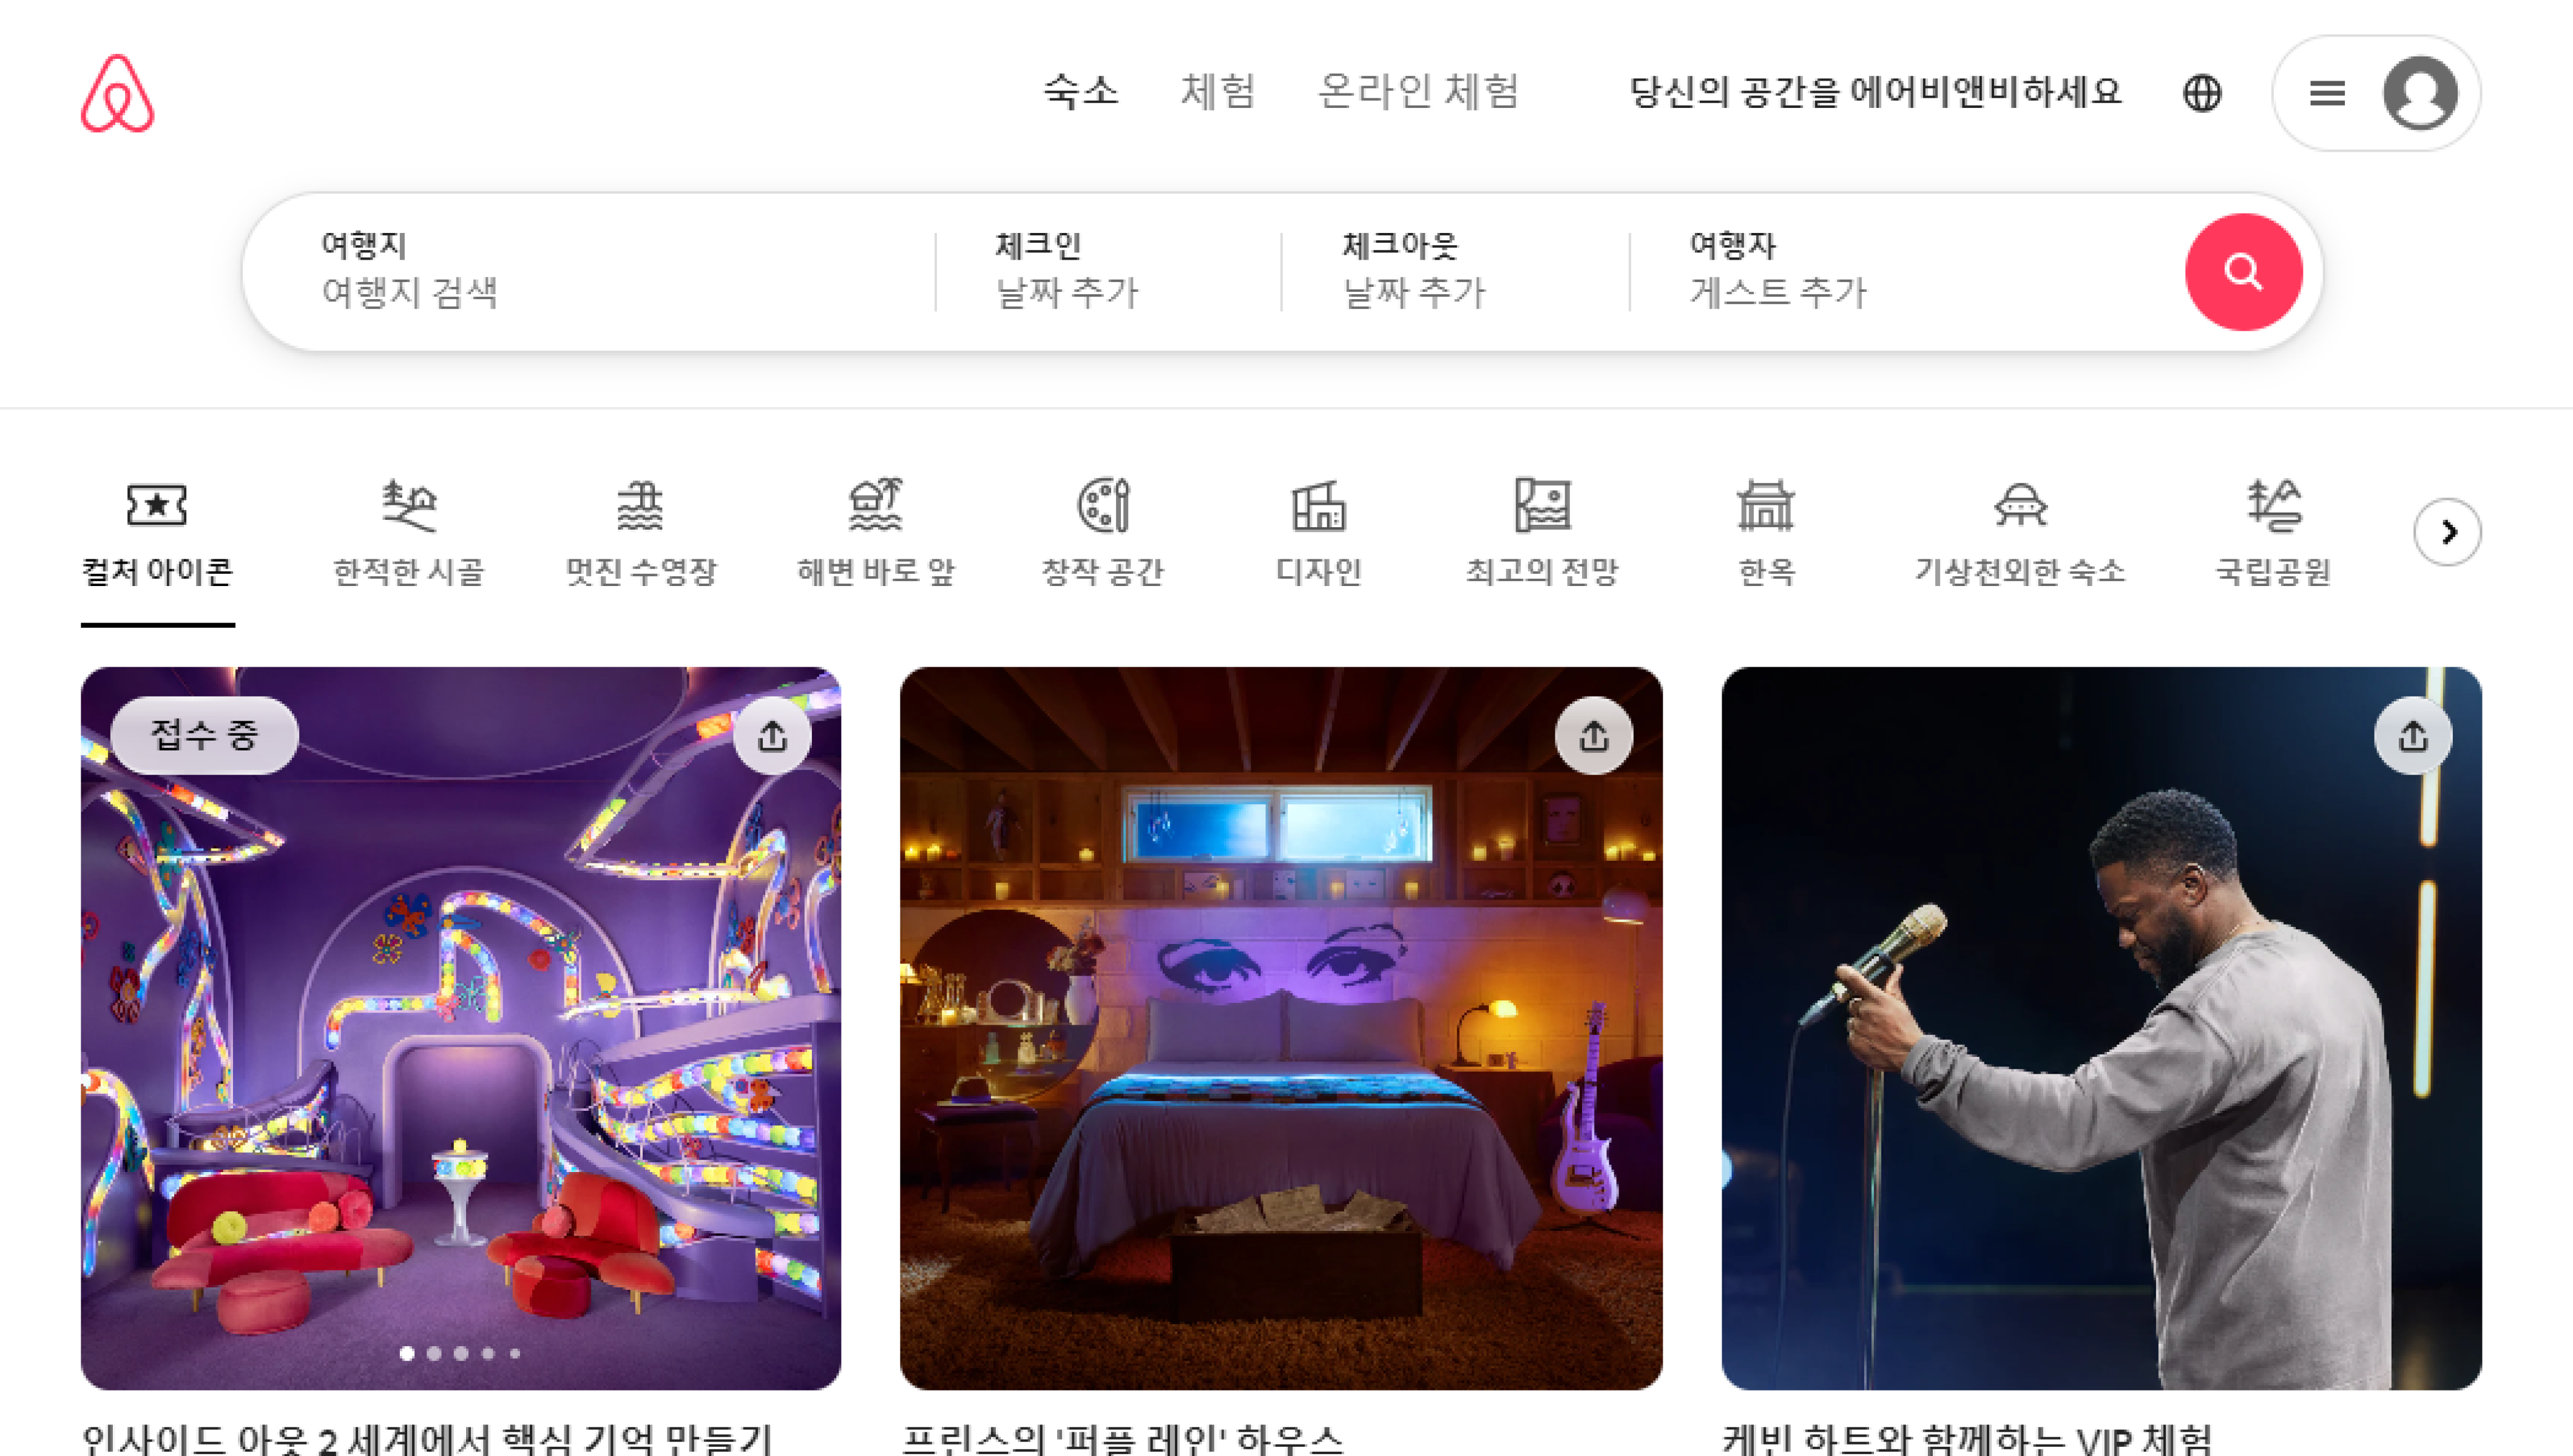 숙소 체험 온라인 체험 당신의 공간을 에어비앤비하세요
여행지 체크인 체크아웃 여행자
여행지 검색 날짜 추가 날짜 추가 게스트 추가
컬처 아이콘 한적한 시골 멋진 수영장 해변 바로 앞 창작 공간 디자인 최고의 전망 한옥 기상천외한 숙소 국립공원
접수 중
인사이드 아웃 2 세계에서 핵심 기억 만들기 프린스의 '퍼플 레인' 하우스 케빈 하트와 함께하는 VIP 체험